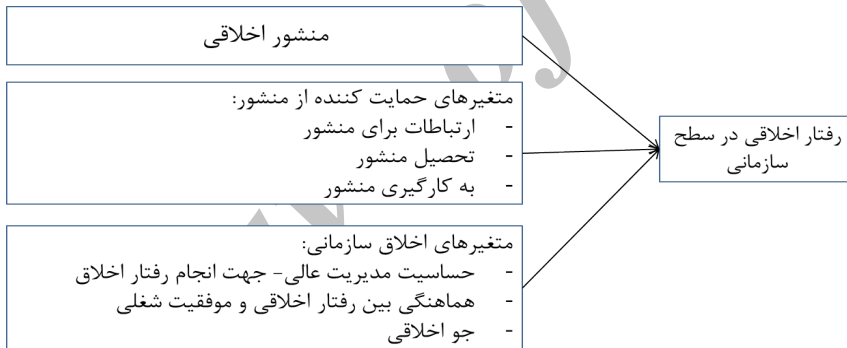 منشور اخلاقی
متغیرهای حمایت کننده از منشور:
- ارتباطات برای منشور
- تحصیل منشور
- به کارگیری منشور
متغیرهای اخلاق سازمانی:
- حساسیت مدیریت عالی- جهت انجام رفتار اخلاق
- هماهنگی بین رفتار اخلاقی و موفقیت شغلی
- جو اخلاقی
رفتار اخلاقی در سطح
سازمانی